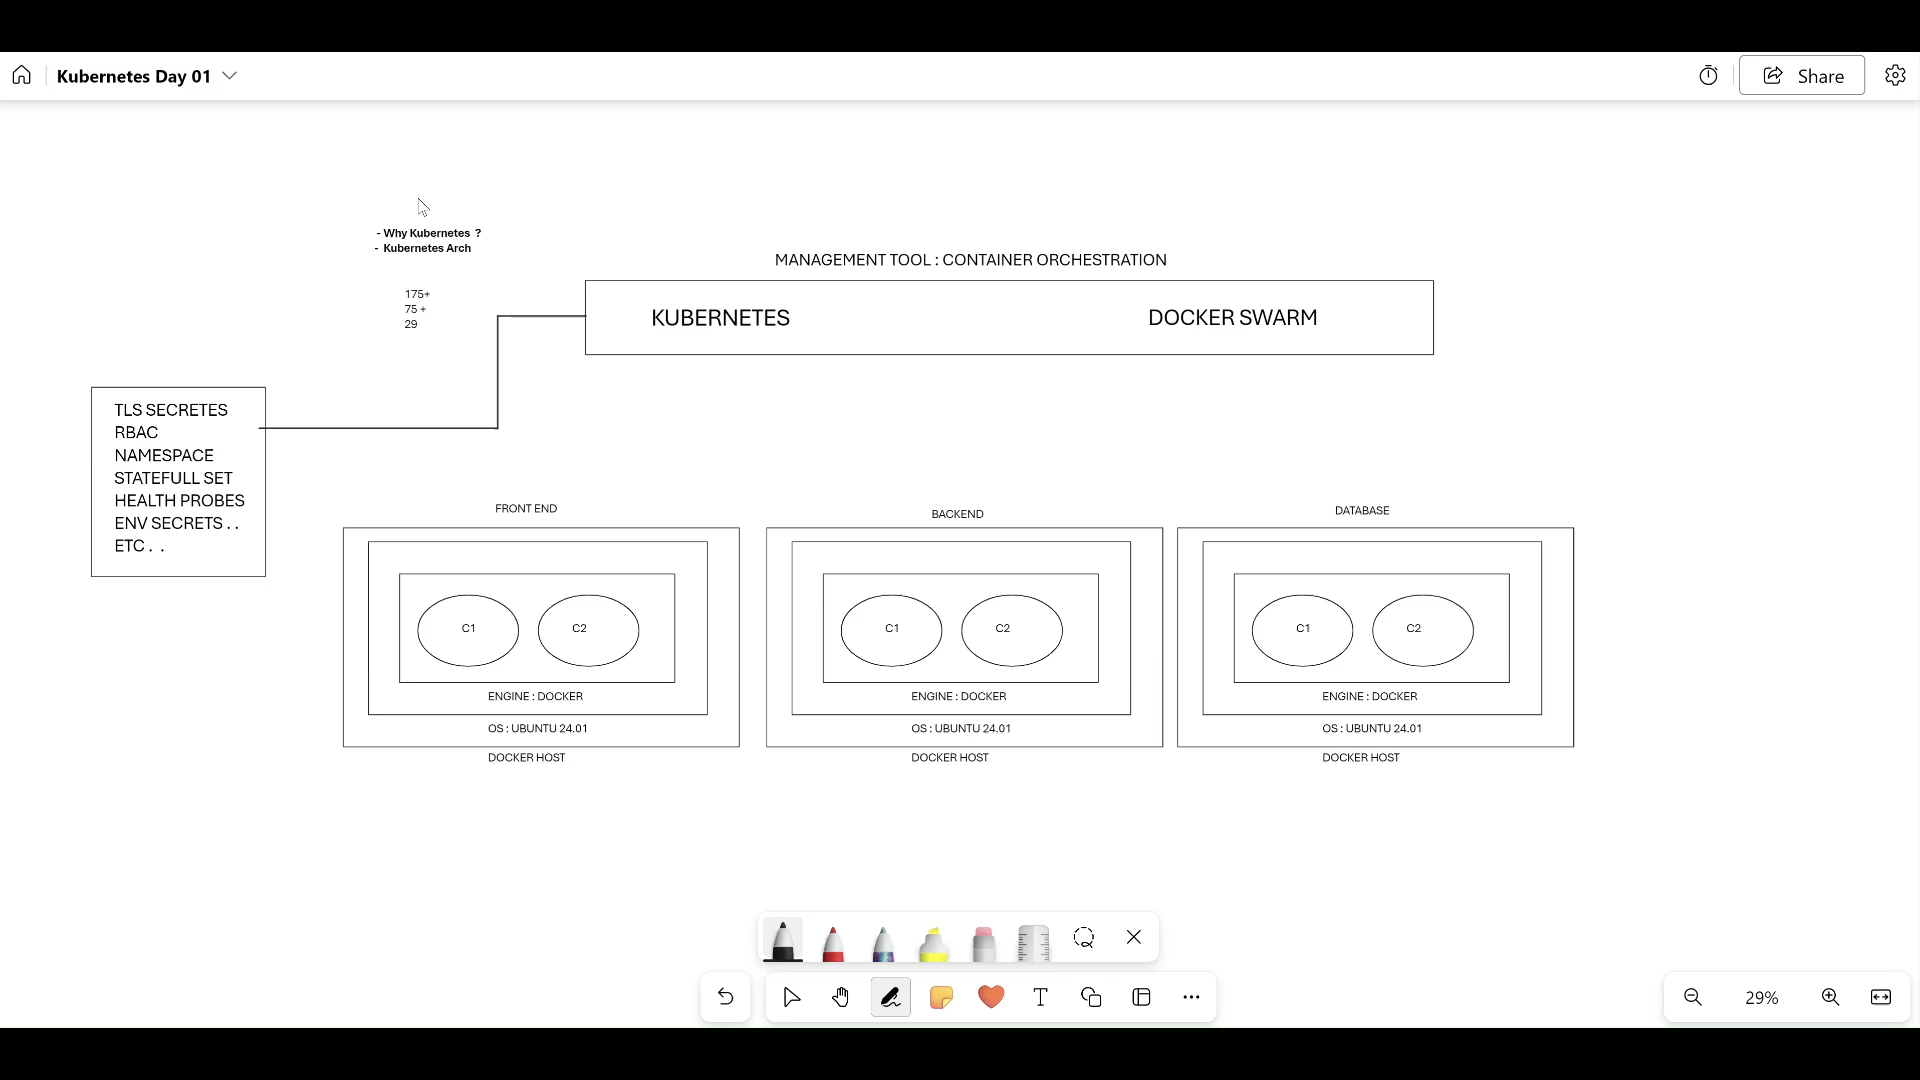 Kubernetes Day 01
Share
- Why Kubernetes ?
- Kubernetes Arch
175+
75 +
29
MANAGEMENT TOOL : CONTAINER ORCHESTRATION
KUBERNETES
DOCKER SWARM
TLS SECRETES
RBAC
NAMESPACE
STATEFULL SET
HEALTH PROBES
ENV SECRETS . .
ETC . .
FRONT END
C1
C2
ENGINE : DOCKER
OS : UBUNTU 24.01
DOCKER HOST
BACKEND
C1
C2
ENGINE : DOCKER
OS : UBUNTU 24.01
DOCKER HOST
DATABASE
C1
C2
ENGINE : DOCKER
OS : UBUNTU 24.01
DOCKER HOST
29%